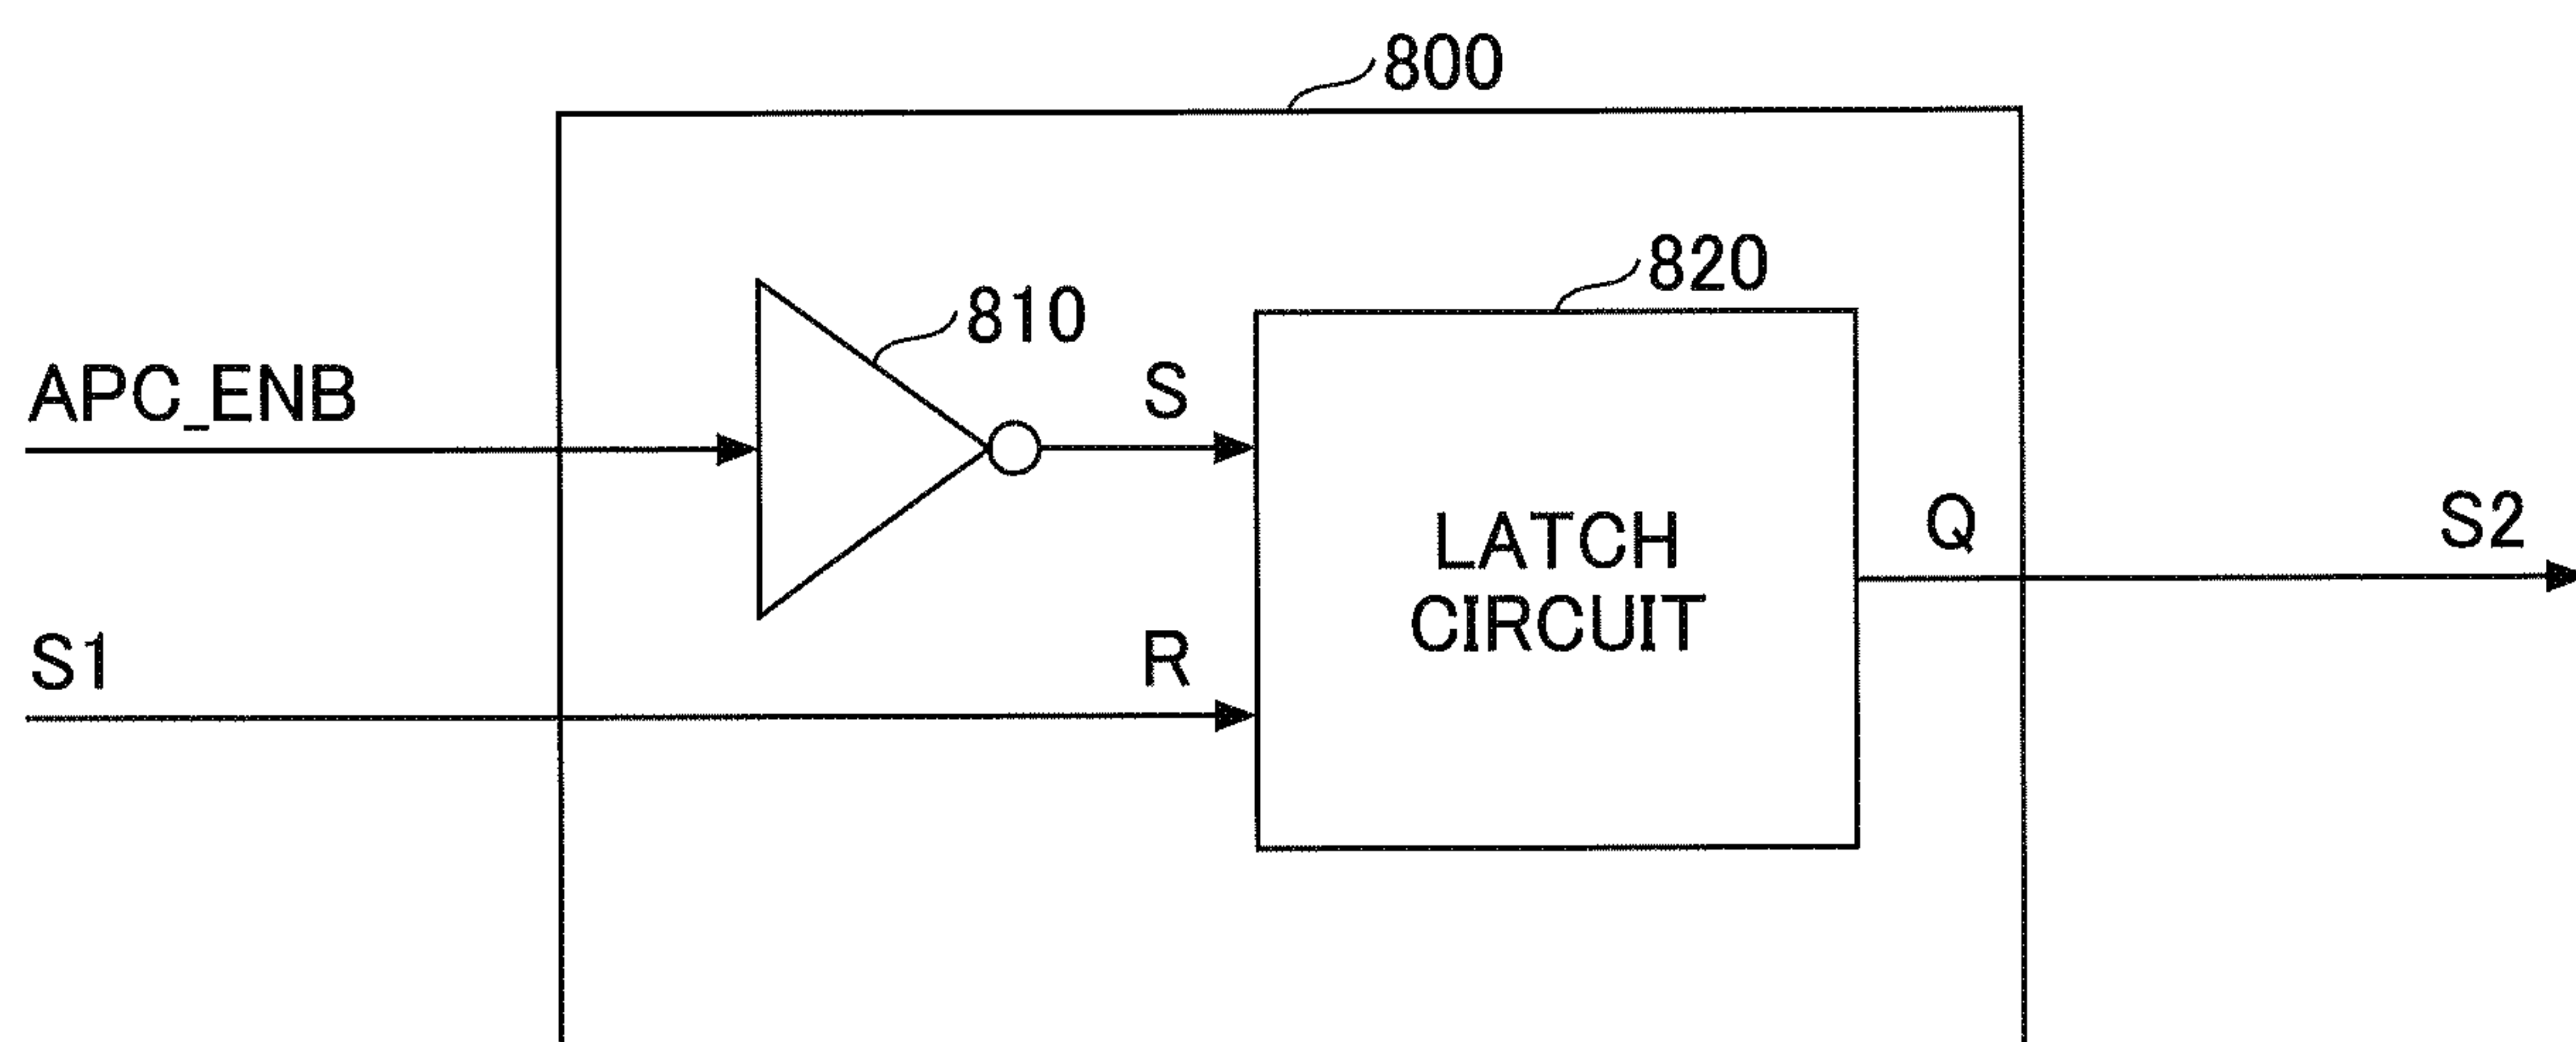 800
820
810
APC_ENB
S
LATCH
CIRCUIT
Q
S2
S1
R